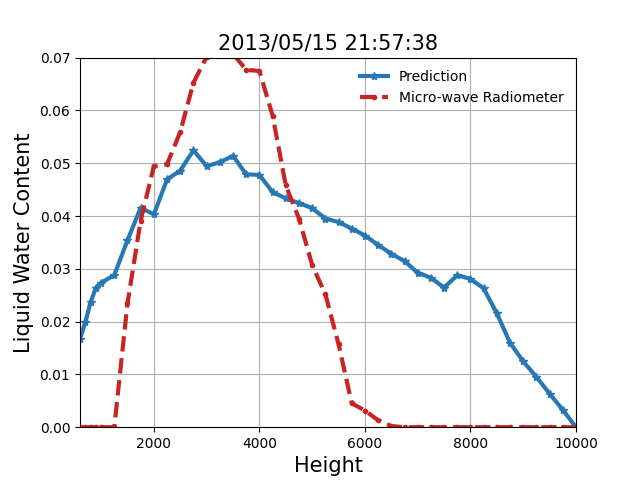 2013/05/15 21:57:38
Prediction
Micro-wave Radiometer
Liquid Water Content
0.07
0.06
0.05
0.04
0.03
0.02
0.01
0.00
2000 4000 6000 8000 10000
Height